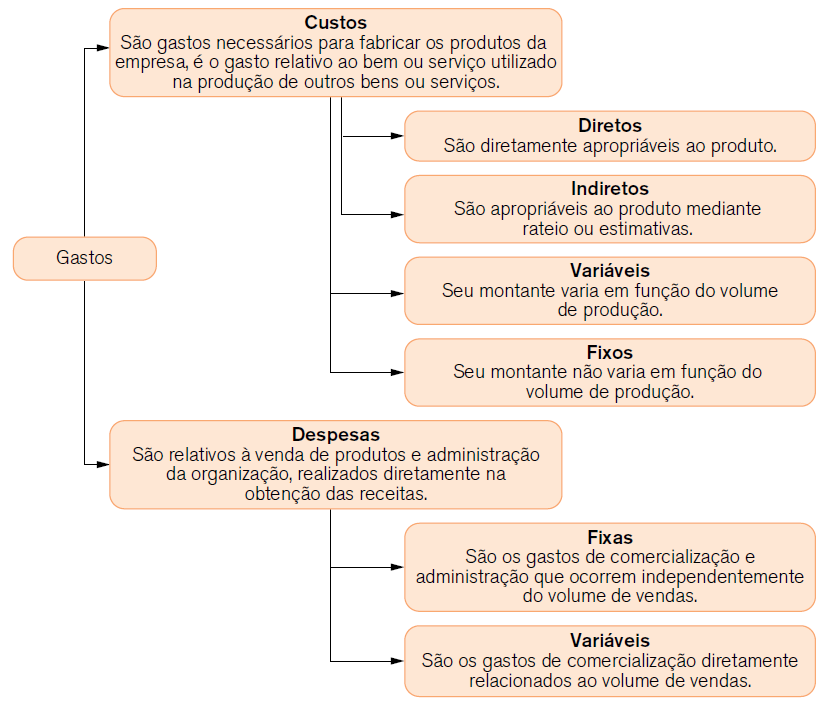 Custos
São gastos necessários para fabricar os produtos da
empresa, é o gasto relativo ao bem ou serviço utilizado
na produção de outros bens ou serviços.
Diretos
São diretamente apropriáveis ao produto.
Indiretos
São apropriáveis ao produto mediante
rateio ou estimativas.
Gastos
Variáveis
Seu montante varia em função do volume
de produção.
Fixos
Seu montante não varia em função do
volume de produção.
Despesas
São relativos à venda de produtos e administração
da organização, realizados diretamente na
obtenção das receitas.
Fixas
São os gastos de comercialização e
administração que ocorrem independentemente
do volume de vendas.
Variáveis
São os gastos de comercialização diretamente
relacionados ao volume de vendas.